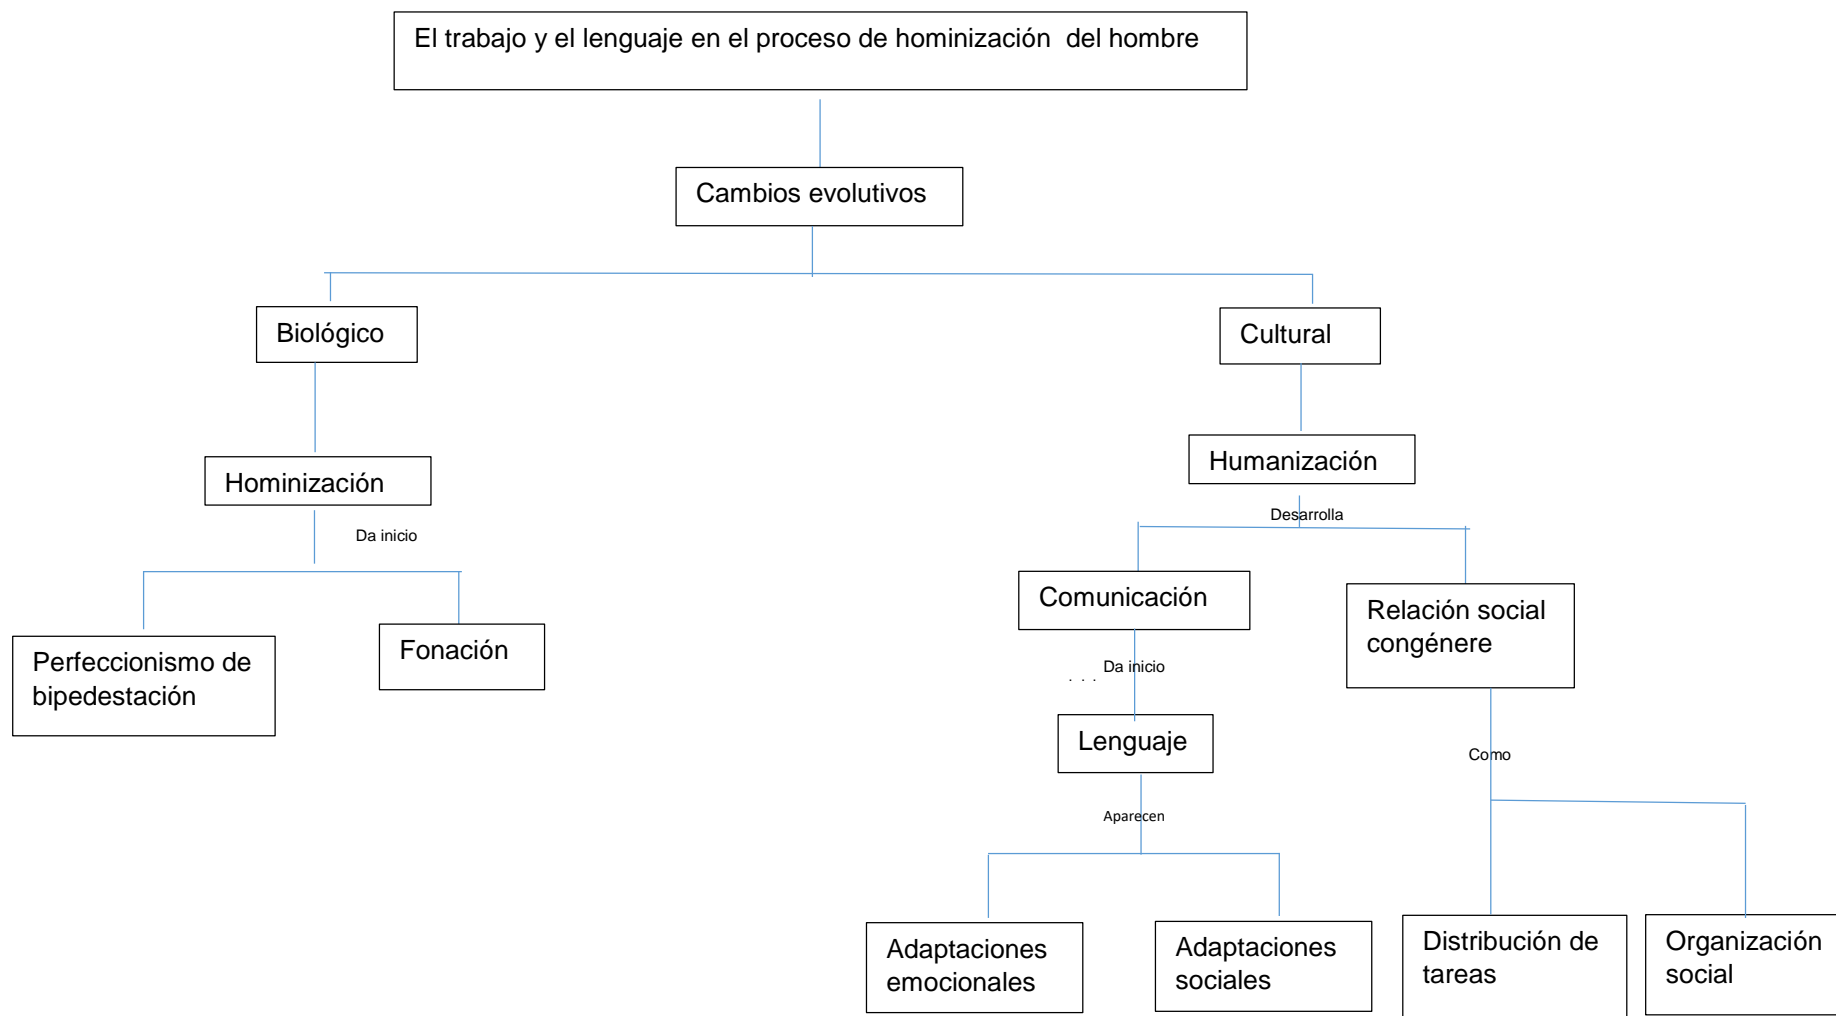 El trabajo y el lenguaje en el proceso de hominización  del hombre
Cambios evolutivos
Biológico
Cultural
Humanización
Hominización
Desarrolla
Da inicio
Comunicación
Relación social
congénere
Fonación
Perfeccionismo de
bipedestación
Da inicio
. . .
Lenguaje
Como
Aparecen
Adaptaciones
emocionales
Adaptaciones
sociales
Distribución de
tareas
Organización
social